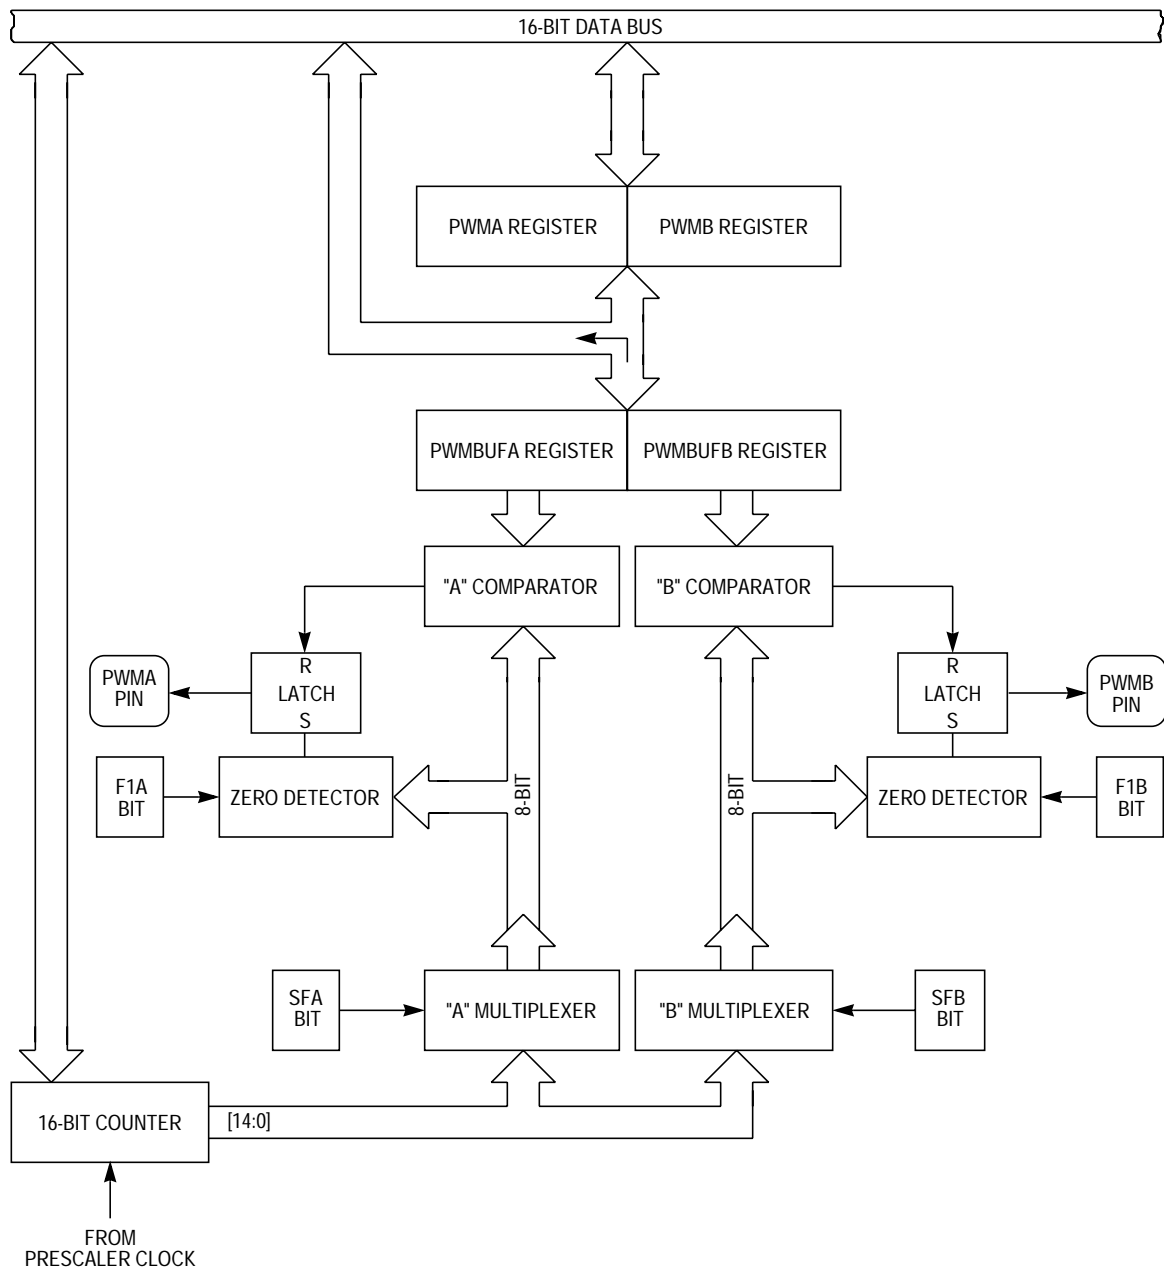 16-BIT DATA BUS
PWMA REGISTER
PWMB REGISTER
PWMBUFA REGISTER
PWMBUFB REGISTER
"A" COMPARATOR
"B" COMPARATOR
PWMA
PIN
R
LATCH
S
R
LATCH
S
PWMB
PIN
F1A
BIT
ZERO DETECTOR
8-BIT
8-BIT
ZERO DETECTOR
F1B
BIT
SFA
BIT
"A" MULTIPLEXER
"B" MULTIPLEXER
SFB
BIT
16-BIT COUNTER
[14:0]
FROM
PRESCALER CLOCK